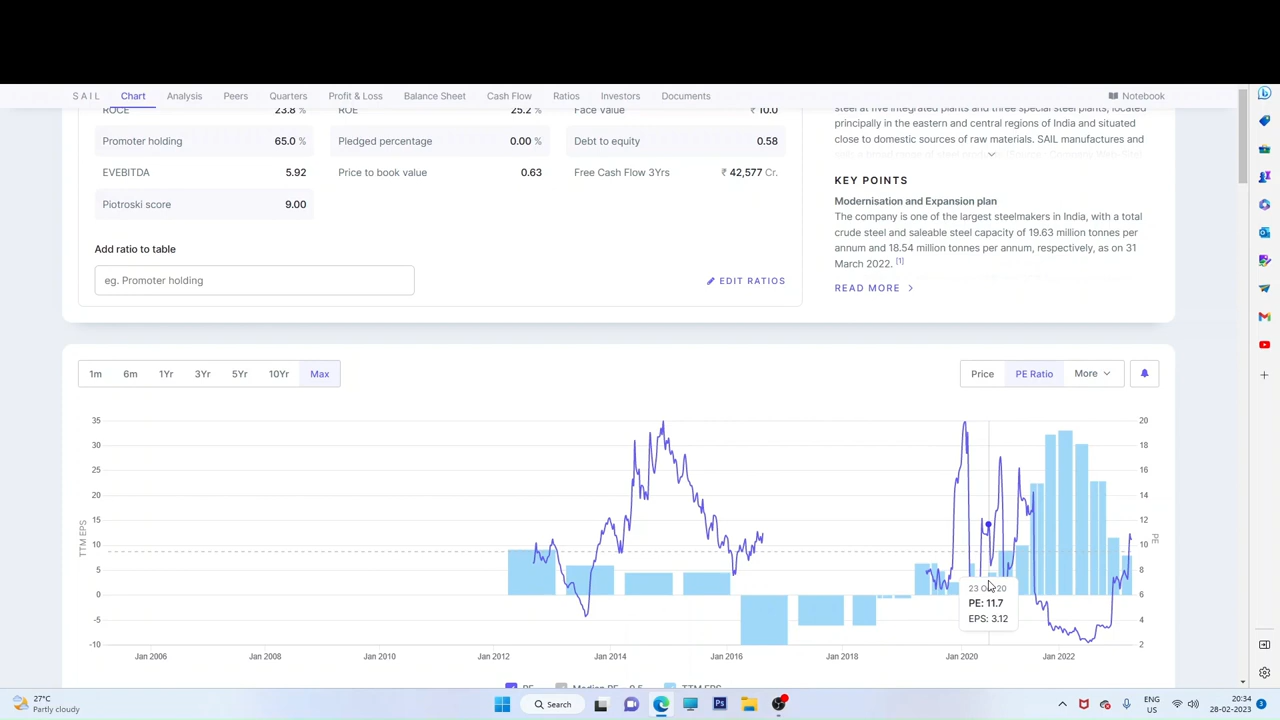 S A I L Chart Analysis Peers Quarters Profit & Loss Balance Sheet Cash Flow Ratios Investors Documents Notebook
ROCE 23.8 % ROE 25.2 % Face value ₹ 10.0
Promoter holding 65.0 % Pledged percentage 0.00 % Debt to equity 0.58
EVEBITDA 5.92 Price to book value 0.63 Free Cash Flow 3Yrs ₹ 42,577 Cr.
Piotroski score 9.00
Add ratio to table
eg. Promoter holding
EDIT RATIOS
steel at five integrated plants and three special steel plants, located
principally in the eastern and central regions of India and situated
close to domestic sources of raw materials. SAIL manufactures and
KEY POINTS
Modernisation and Expansion plan
The company is one of the largest steelmakers in India, with a total
crude steel and saleable steel capacity of 19.63 million tonnes per
annum and 18.54 million tonnes per annum, respectively, as on 31
March 2022. [1]
READ MORE
1m 6m 1Yr 3Yr 5Yr 10Yr Max
Price PE Ratio More
35 20
30 18
25 16
20 14
15 12
10 10
5 8
0 6
-5 4
-10 2
TTM EPS
PE
PE: 11.7
EPS: 3.12
Jan 2006 Jan 2008 Jan 2010 Jan 2012 Jan 2014 Jan 2016 Jan 2018 Jan 2020 Jan 2022
PE Median PE TTM EPS
27°C
Partly cloudy
Search
Ps
ENG
US
20:34
28-02-2023
3